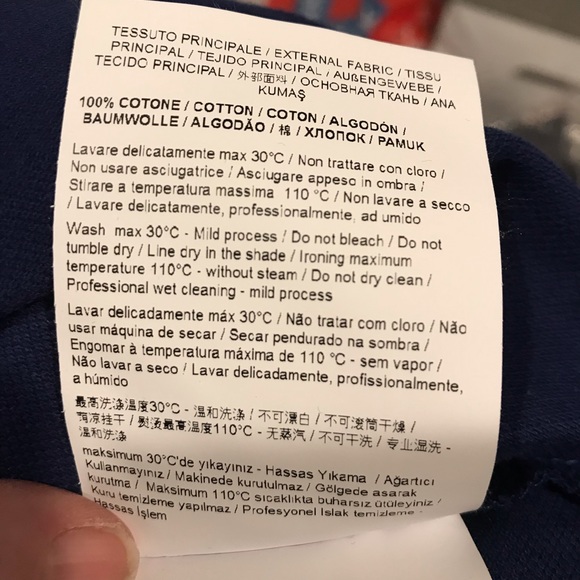 TESSUTO PRINCIPALE / EXTERNAL FABRIC / TISSU
PRINCIPAL / TEJIDO PRINCIPAL / AUßENGEWEBE /
TECIDO PRINCIPAL / 外部面料 / ОСНОВНАЯ ТКАНЬ / ANA
KUMAŞ
100% COTONE / COTTON / COTON / ALGODÓN /
BAUMWOLLE / ALGODÃO / 棉 / ХЛОПОК / PAMUK
Lavare delicatamente max 30°C / Non trattare con cloro /
Non usare asciugatrice / Asciugare appeso in ombra /
Stirare a temperatura massima 110 °C / Non lavare a secco
/ Lavare delicatamente, professionalmente, ad umido
Wash max 30°C - Mild process / Do not bleach / Do not
tumble dry / Line dry in the shade / Ironing maximum
temperature 110°C - without steam / Do not dry clean /
Professional wet cleaning - mild process
Lavar delicadamente máx 30°C / Não tratar com cloro / Não
usar máquina de secar / Secar pendurado na sombra /
Engomar à temperatura máxima de 110 °C - sem vapor /
Não lavar a seco / Lavar delicadamente, profissionalmente,
a húmido
最高洗涤温度30°C - 温和洗涤 / 不可漂白 / 不可滚筒干燥 /
阴凉挂干 / 熨烫最高温度110°C - 无蒸汽 / 不可干洗 / 专业湿洗 -
温和洗涤
maksimum 30°C'de yıkayınız - Hassas Yıkama / Ağartıcı
Kullanmayınız / Makinede kurutulmaz / Gölgede asarak
kurutma / Maksimum 110°C sıcaklıkta buharsız ütüleyiniz /
Kuru temizleme yapılmaz / Profesyonel Islak temizleme :
Hassas İşlem